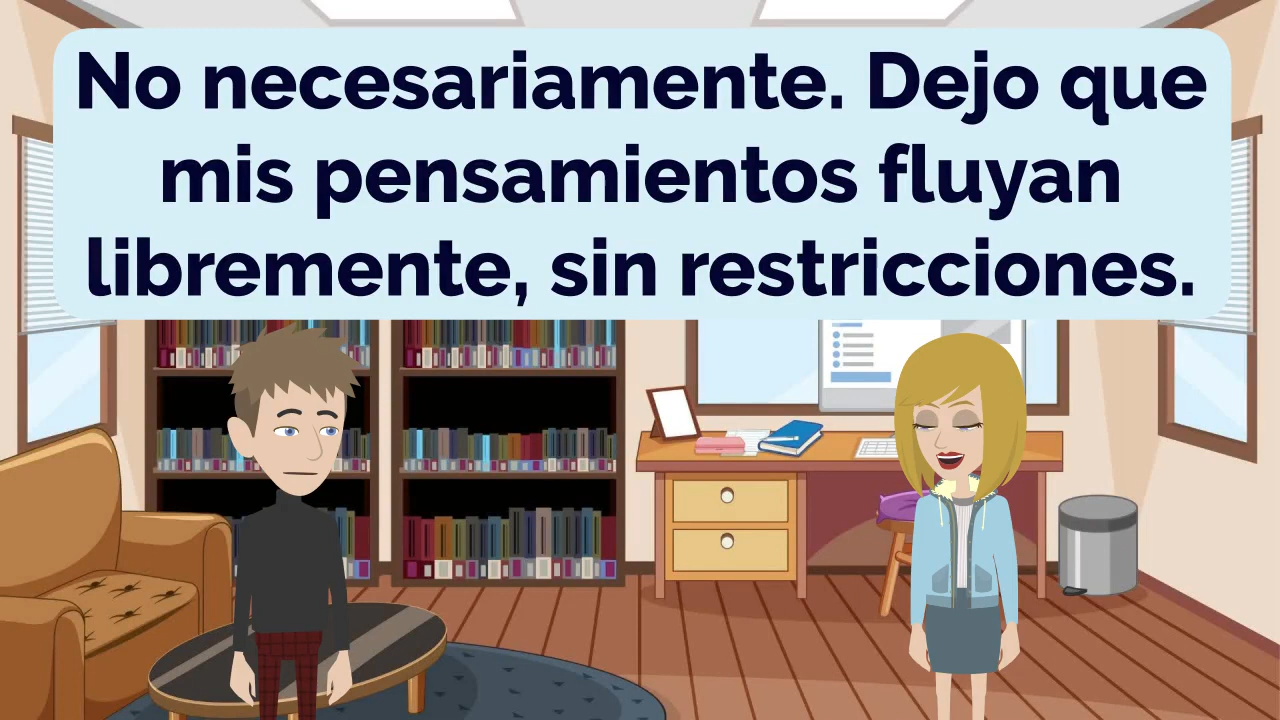 No necesariamente. Dejo que
mis pensamientos fluyan
libremente, sin restricciones.